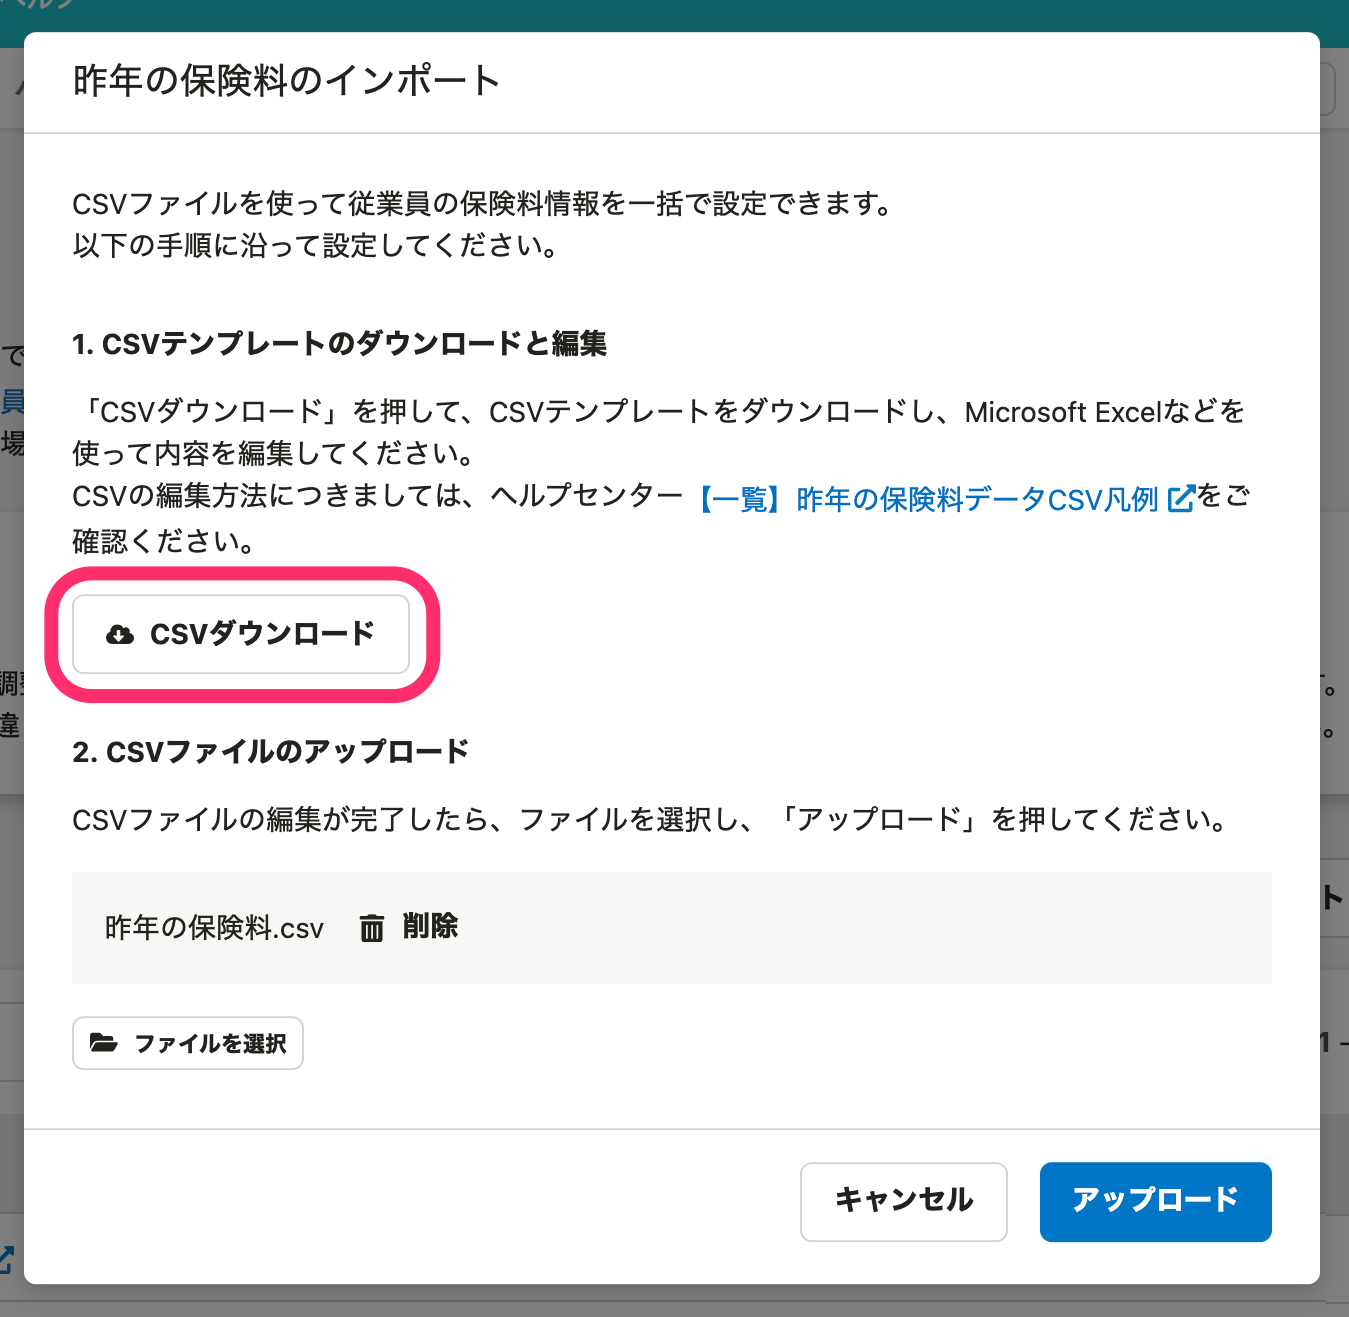 昨年の保険料のインポート
CSVファイルを使って従業員の保険料情報を一括で設定できます。
以下の手順に沿って設定してください。
1. CSVテンプレートのダウンロードと編集
「CSVダウンロード」を押して、CSVテンプレートをダウンロードし、Microsoft Excelなどを
使って内容を編集してください。
CSVの編集方法につきましては、ヘルプセンター【一覧】昨年の保険料データCSV凡例をご
確認ください。
CSVダウンロード
2. CSVファイルのアップロード
CSVファイルの編集が完了したら、ファイルを選択し、「アップロード」を押してください。
昨年の保険料.csv 削除
ファイルを選択
キャンセル アップロード